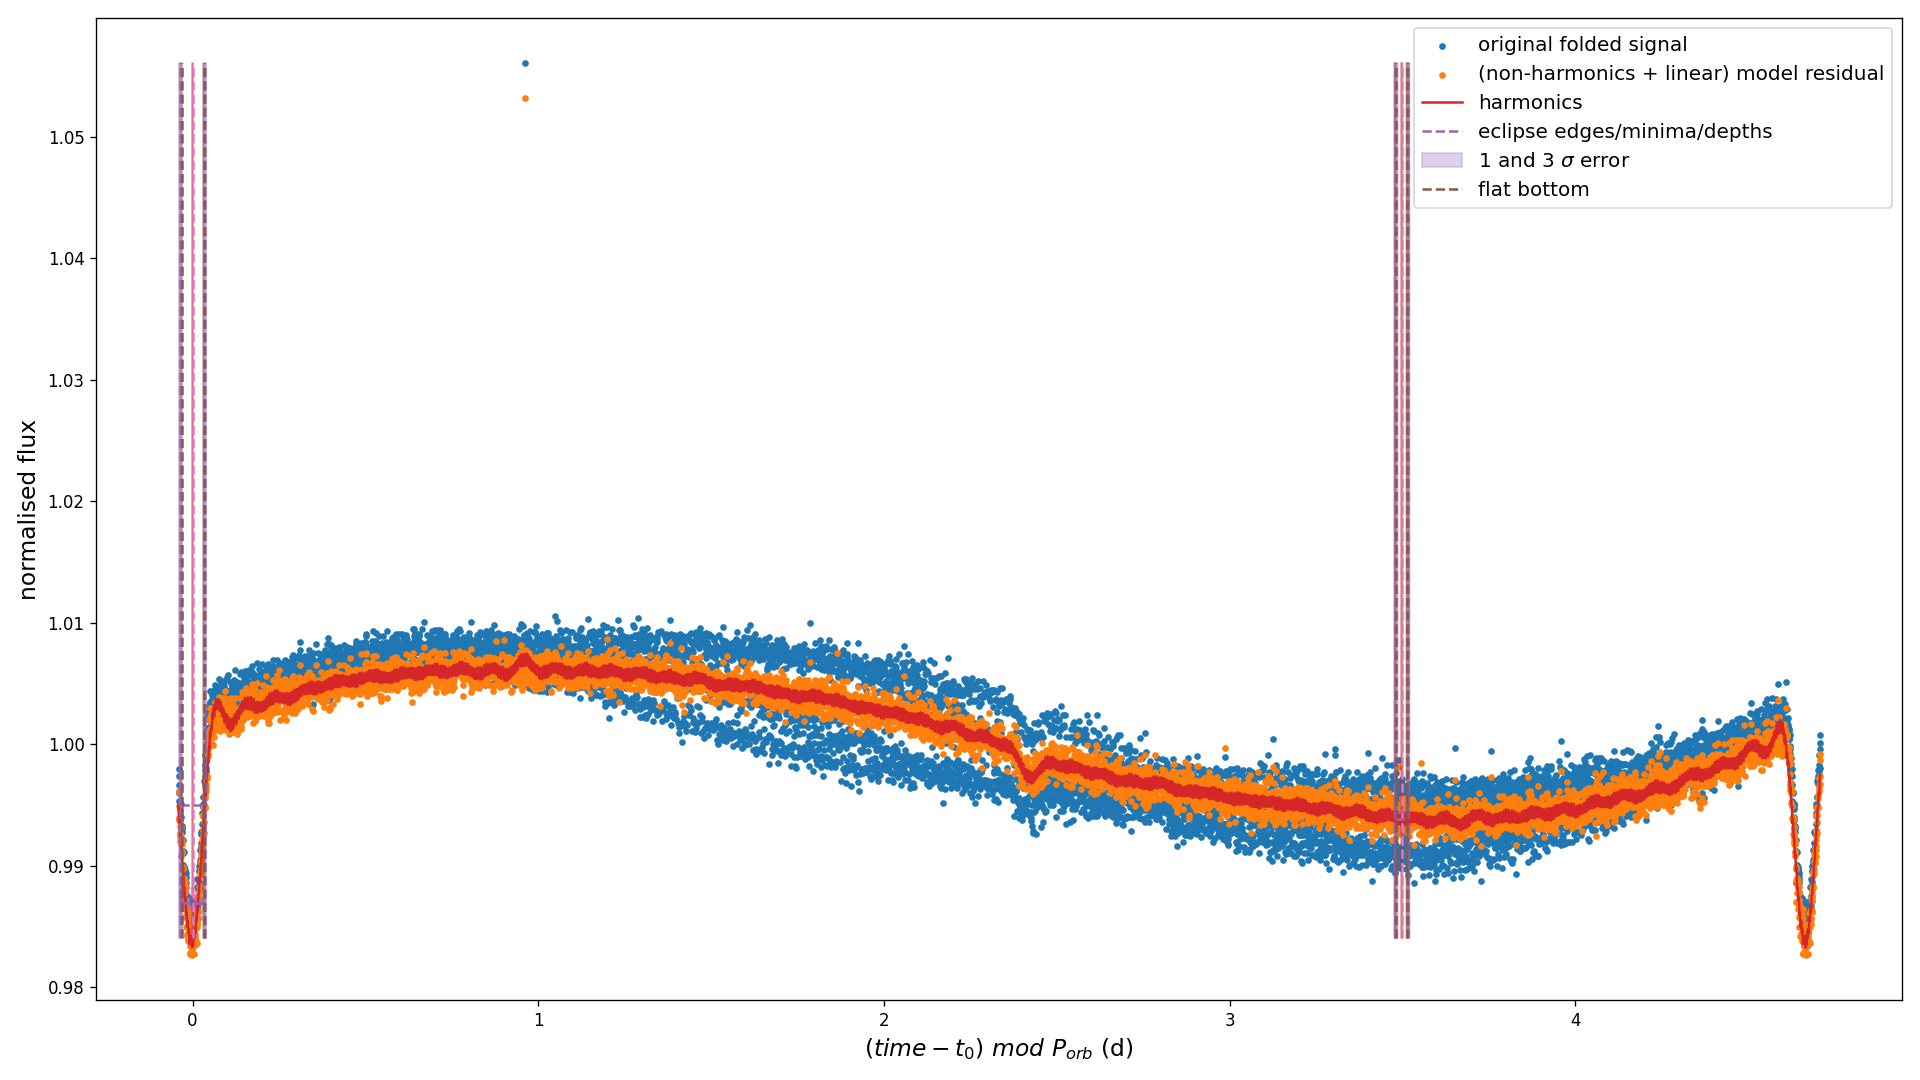 original folded signal
(non-harmonics + linear) model residual
harmonics
eclipse edges/minima/depths
1 and 3 σ error
flat bottom
normalised flux
1.05
1.04
1.03
1.02
1.01
1.00
0.99
0.98
0 1 2 3 4
(time − t₀) mod Pₒᵣb (d)